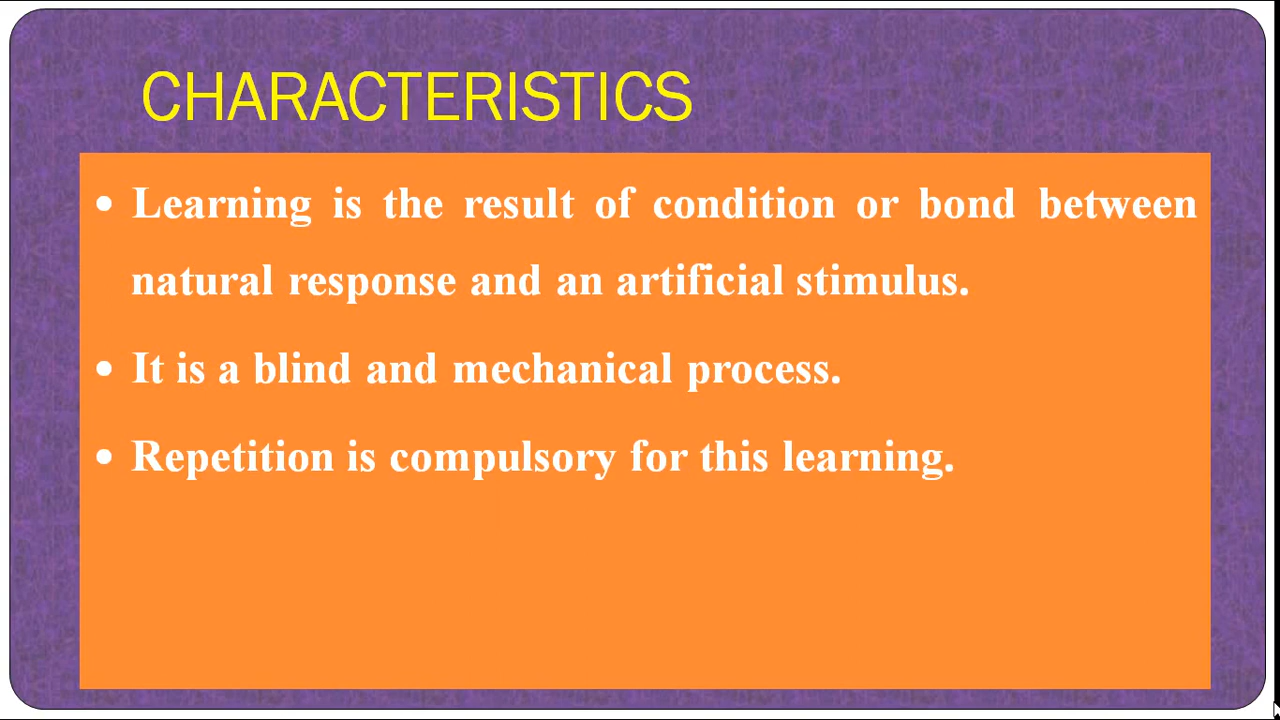 CHARACTERISTICS
• Learning is the result of condition or bond between
natural response and an artificial stimulus.
• It is a blind and mechanical process.
• Repetition is compulsory for this learning.